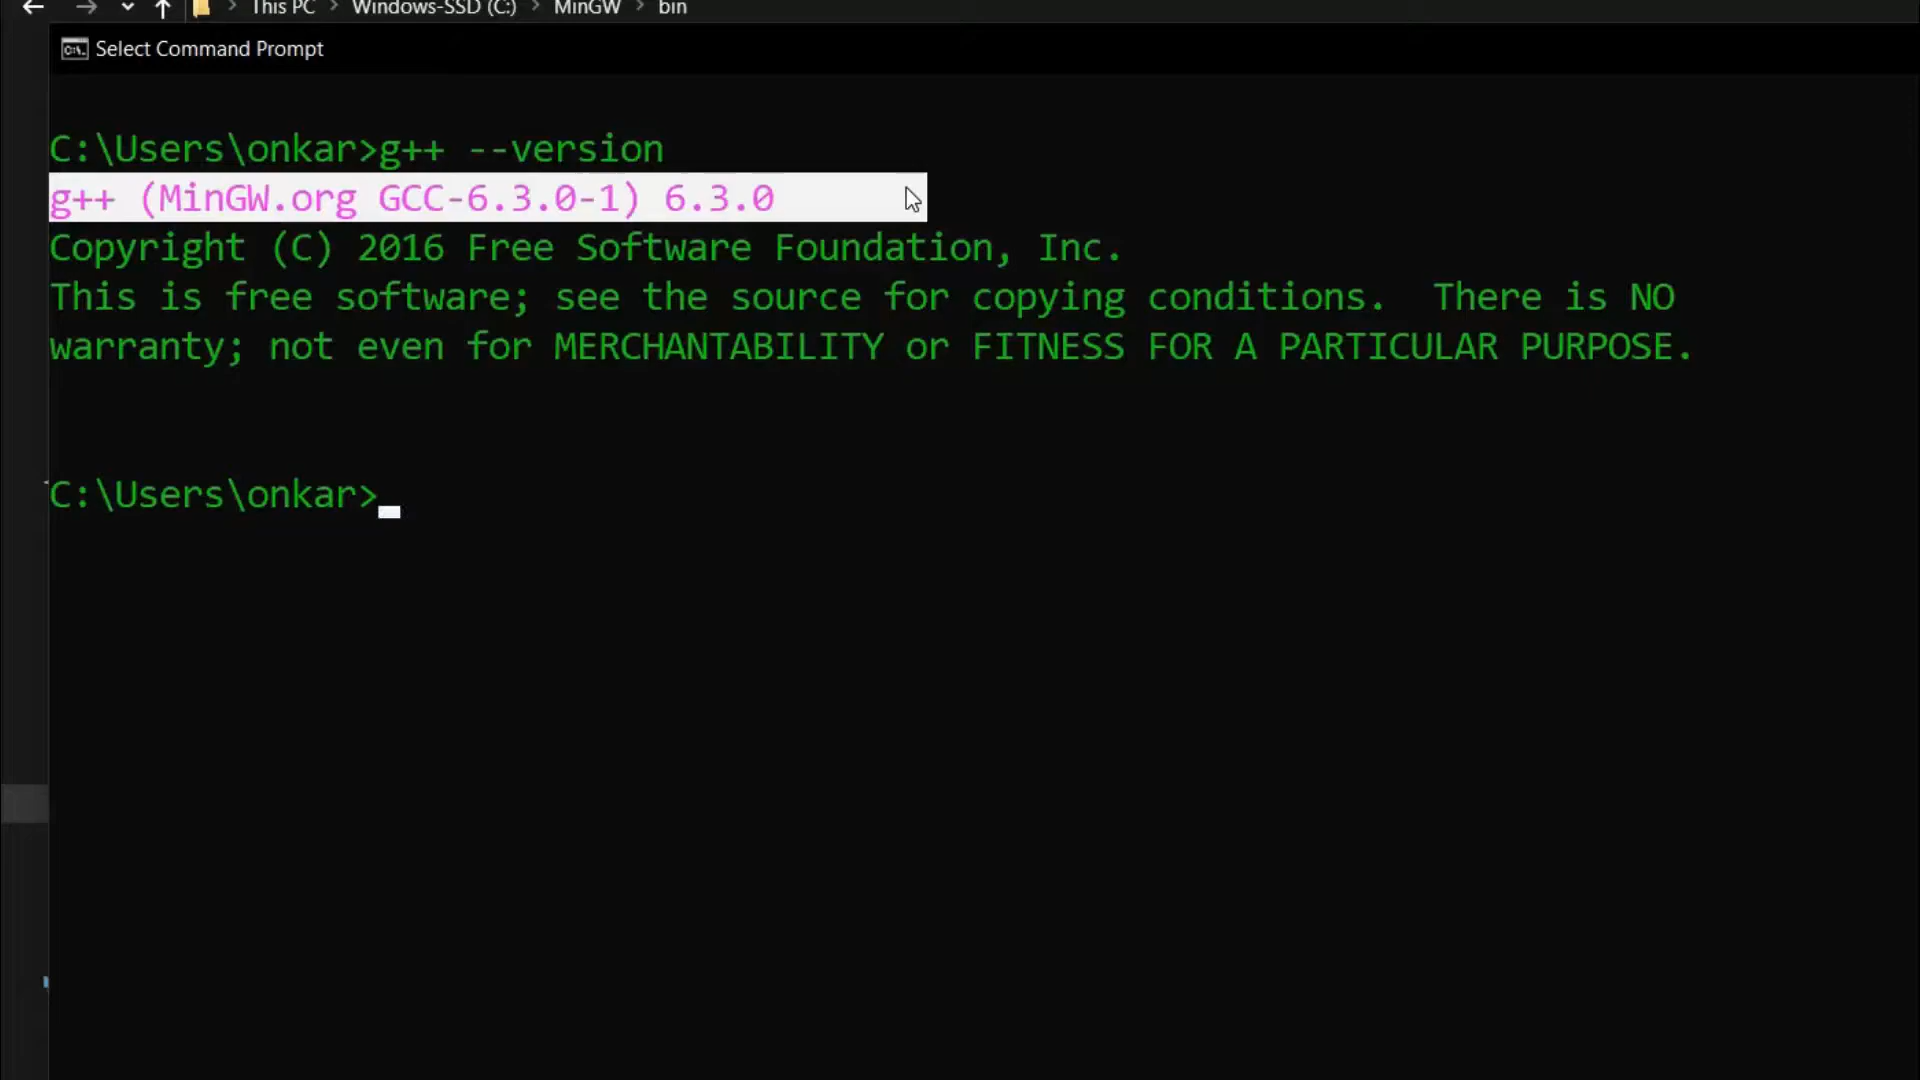 This PC > Windows-SSD (C:) > MinGW > bin
Select Command Prompt
C:\Users\onkar>g++ --version
g++ (MinGW.org GCC-6.3.0-1) 6.3.0
Copyright (C) 2016 Free Software Foundation, Inc.
This is free software; see the source for copying conditions.  There is NO
warranty; not even for MERCHANTABILITY or FITNESS FOR A PARTICULAR PURPOSE.
C:\Users\onkar>